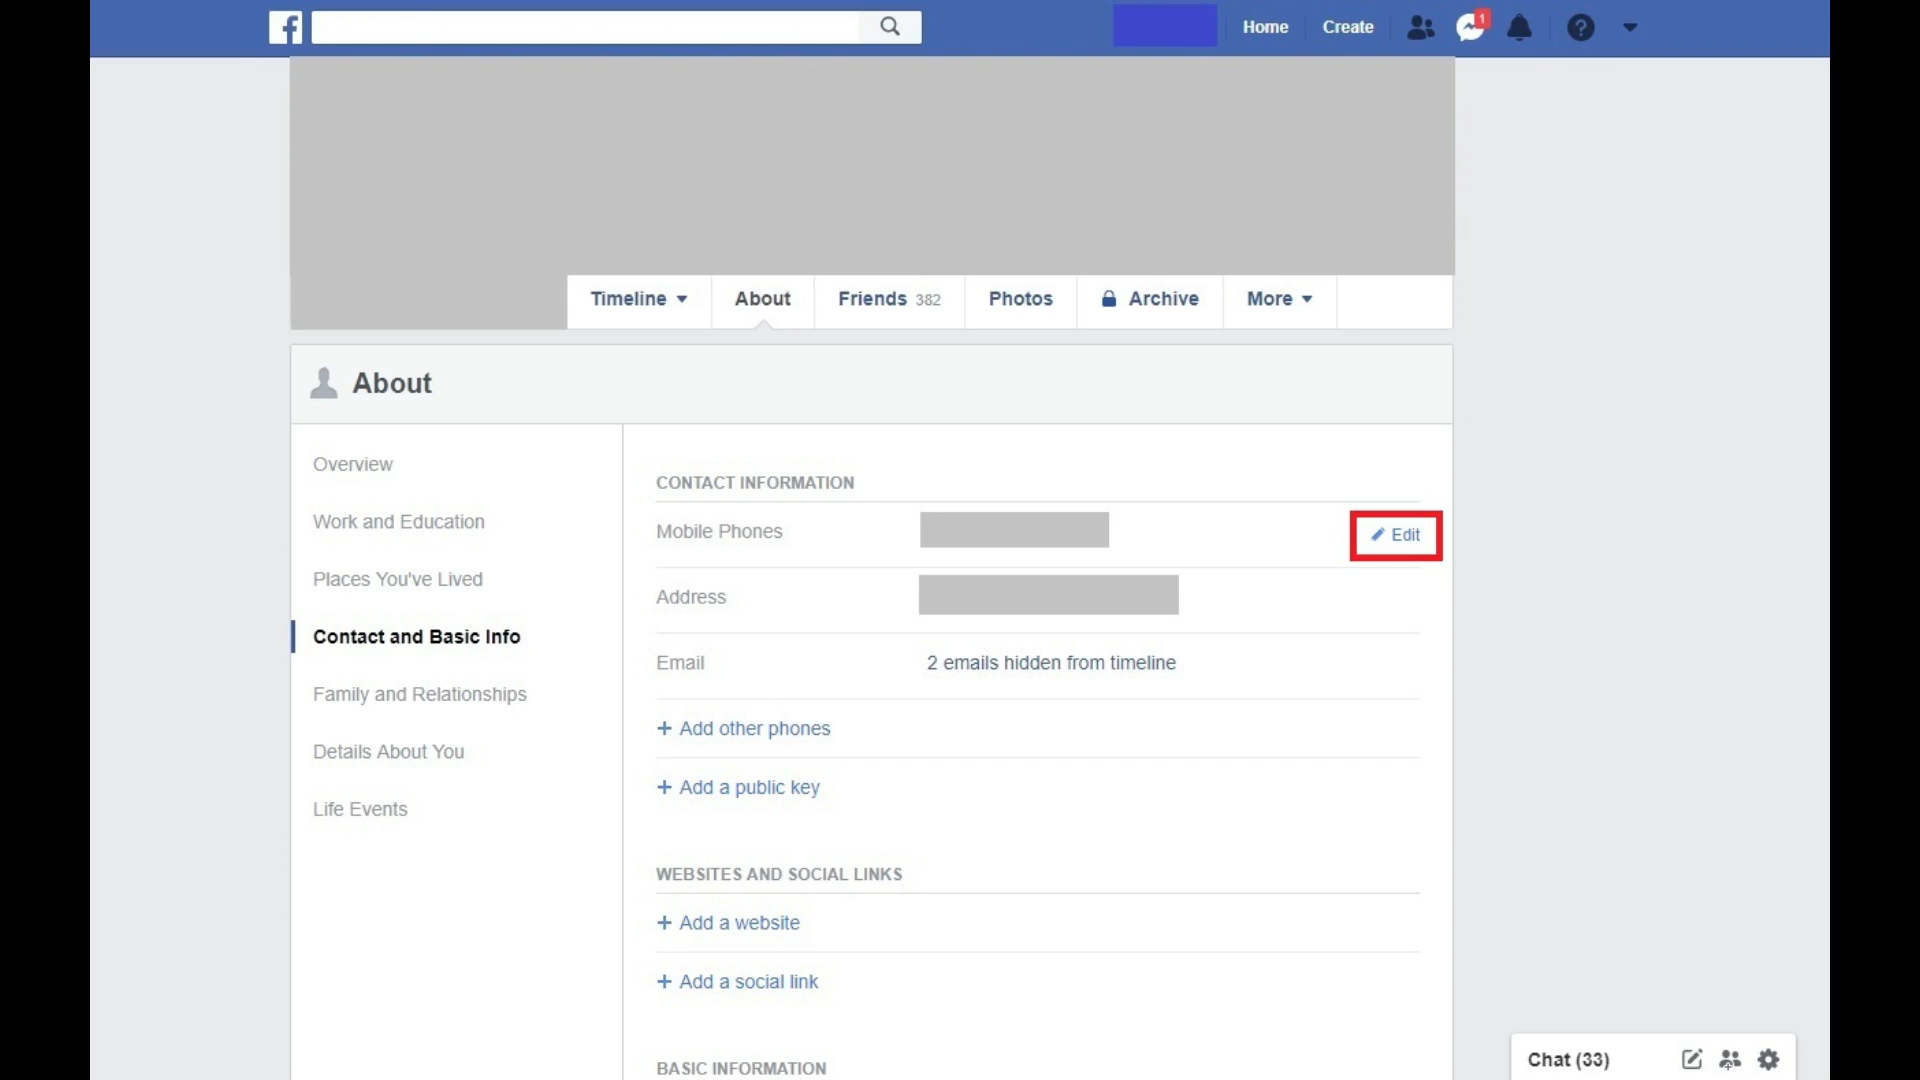 f Home Create 1 ?
Timeline About Friends 382 Photos Archive More
About
Overview
Work and Education
Places You've Lived
Contact and Basic Info
Family and Relationships
Details About You
Life Events
CONTACT INFORMATION
Mobile Phones Edit
Address
Email 2 emails hidden from timeline
+ Add other phones
+ Add a public key
WEBSITES AND SOCIAL LINKS
+ Add a website
+ Add a social link
BASIC INFORMATION
Chat (33)